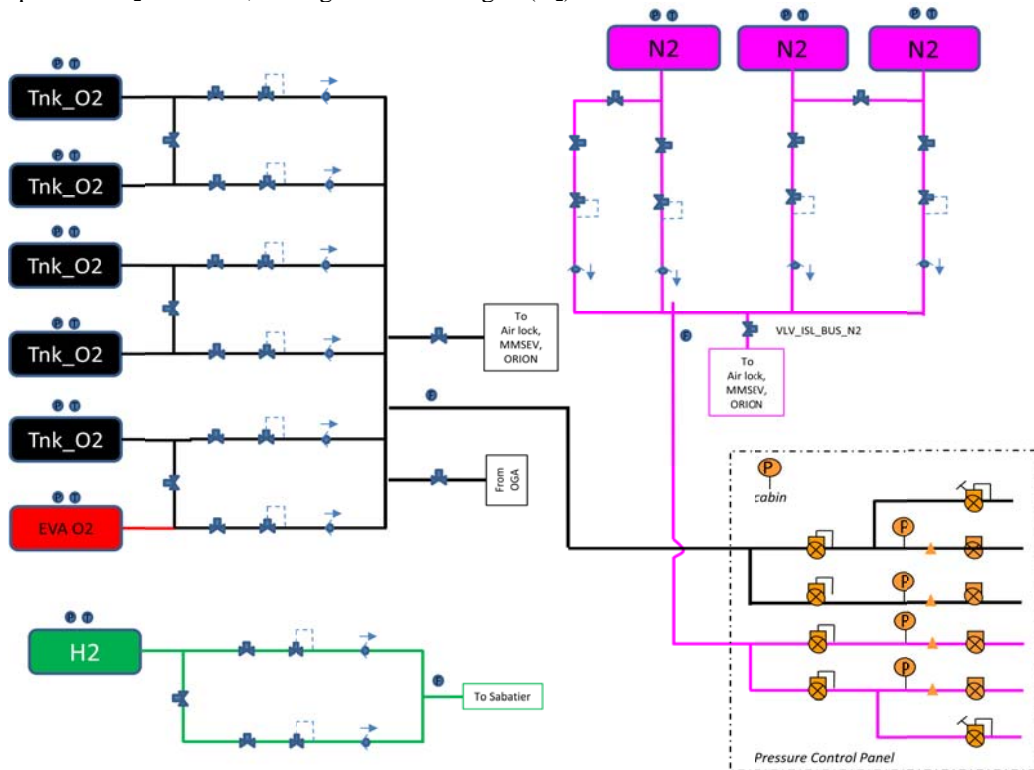 P T
Tnk_O2
P T
Tnk_O2
P T
Tnk_O2
P T
Tnk_O2
P T
Tnk_O2
P T
EVA O2
P T
N2
P T
N2
P T
N2
To
Air lock,
MMSEV,
ORION
VLV_ISL_BUS_N2
To
Air lock,
MMSEV,
ORION
From
OGA
P
cabin
P
P
P
P
Pressure Control Panel
P T
H2
To Sabatier